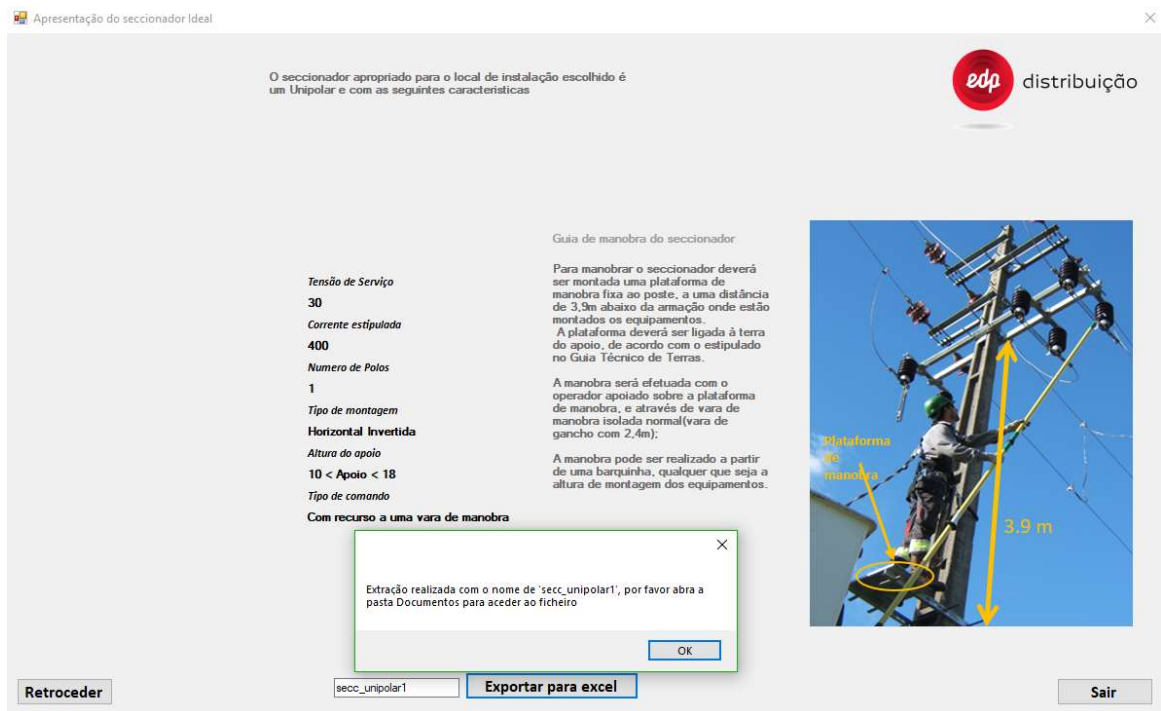 Apresentação do seccionador Ideal
O seccionador apropriado para o local de instalação escolhido é
um Unipolar e com as seguintes caracteristicas
edp distribuição
Tensão de Serviço
30
Corrente estipulada
400
Numero de Polos
1
Tipo de montagem
Horizontal Invertida
Altura do apoio
10 < Apoio < 18
Tipo de comando
Com recurso a uma vara de manobra
Guia de manobra do seccionador
Para manobrar o seccionador deverá
ser montada uma plataforma de
manobra fixa ao poste, a uma distância
de 3,9m abaixo da armação onde estão
montados os equipamentos.
A plataforma deverá ser ligada à terra
do apoio, de acordo com o estipulado
no Guia Técnico de Terras.
A manobra será efetuada com o
operador apoiado sobre a plataforma
de manobra, e através de vara de
manobra isolada normal(vara de
gancho com 2,4m);
A manobra pode ser realizado a partir
de uma barquinha, qualquer que seja a
altura de montagem dos equipamentos.
Plataforma
de
manobra
3.9 m
Extração realizada com o nome de 'secc_unipolar1', por favor abra a
pasta Documentos para aceder ao ficheiro
OK
Retroceder
secc_unipolar1
Exportar para excel
Sair